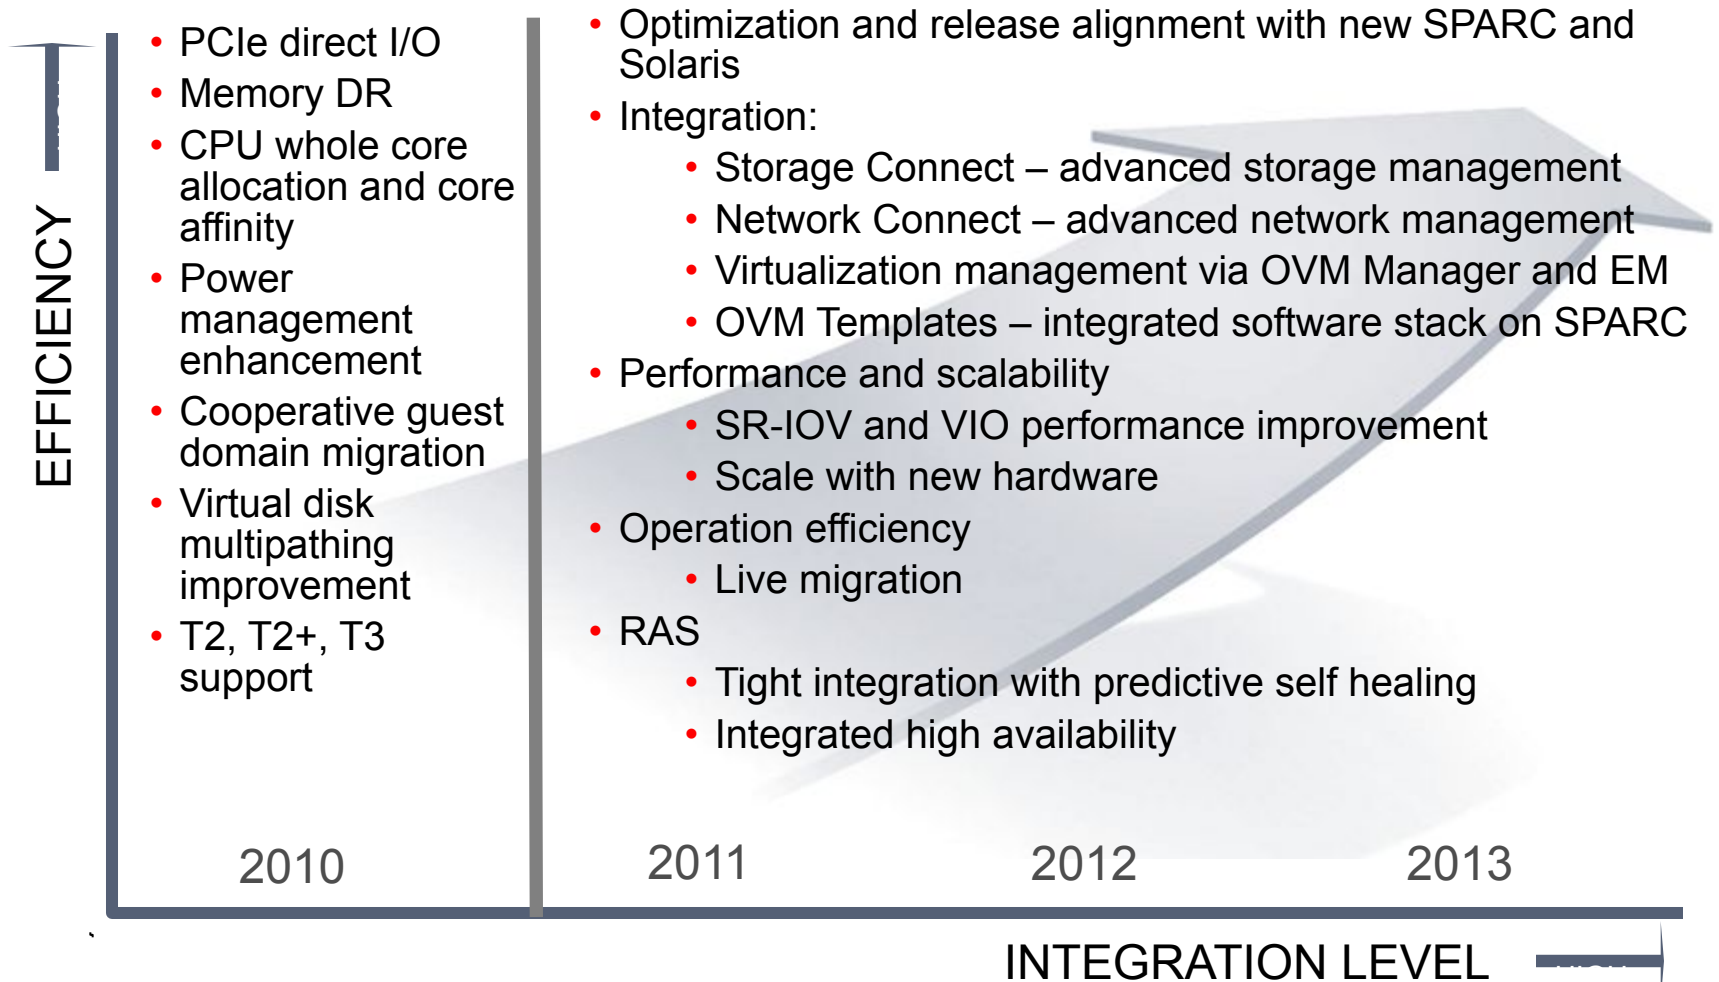 • PCIe direct I/O
• Memory DR
• CPU whole core
allocation and core
affinity
• Power
management
enhancement
• Cooperative guest
domain migration
• Virtual disk
multipathing
improvement
• T2, T2+, T3
support
• Optimization and release alignment with new SPARC and
Solaris
• Integration:
• Storage Connect – advanced storage management
• Network Connect – advanced network management
• Virtualization management via OVM Manager and EM
• OVM Templates – integrated software stack on SPARC
• Performance and scalability
• SR-IOV and VIO performance improvement
• Scale with new hardware
• Operation efficiency
• Live migration
• RAS
• Tight integration with predictive self healing
• Integrated high availability
EFFICIENCY
2010
2011
2012
2013
INTEGRATION LEVEL